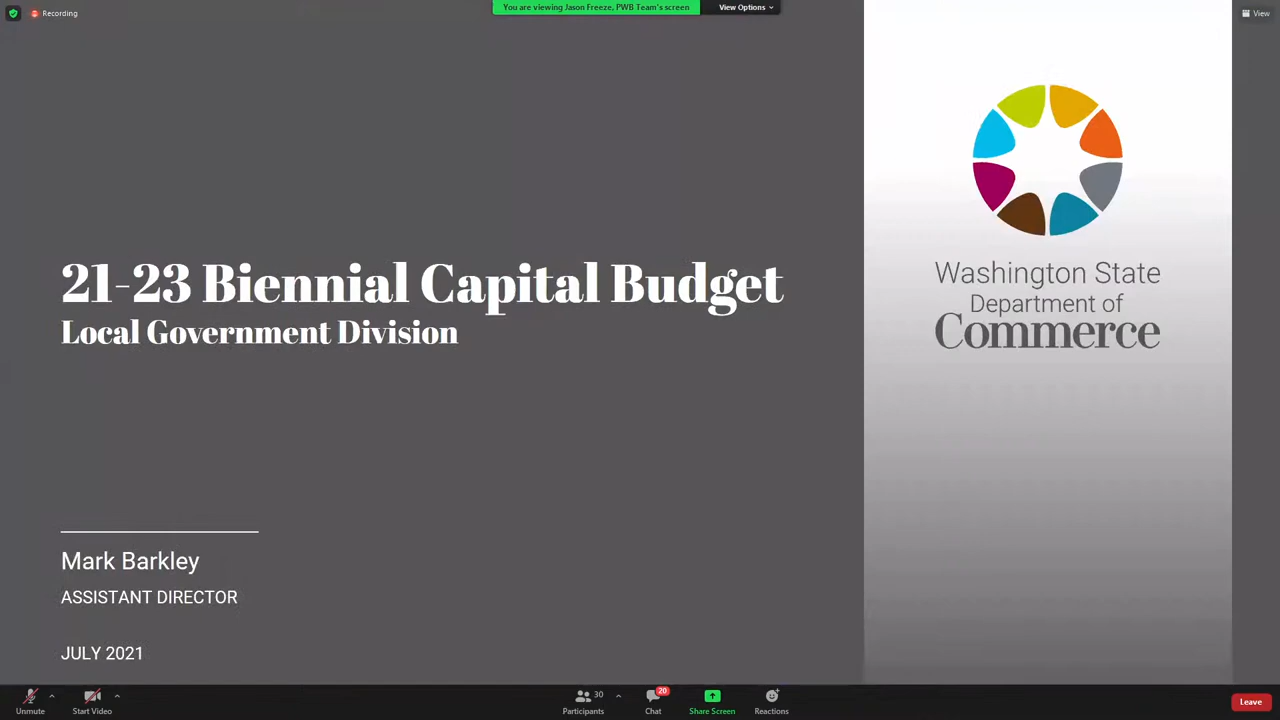 Recording
You are viewing Jason Freeze, PWB Team's screen
View Options
View
21-23 Biennial Capital Budget
Local Government Division
Washington State
Department of
Commerce
Mark Barkley
ASSISTANT DIRECTOR
JULY 2021
Unmute
Start Video
30
Participants
20
Chat
Share Screen
Reactions
Leave